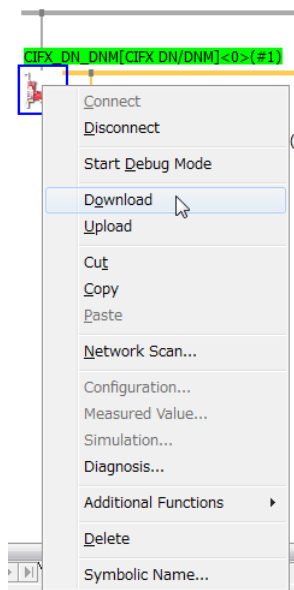 CIFX_DN_DNM[CIFX DN/DNM]<0>(#1)
Connect
Disconnect
Start Debug Mode
Download
Upload
Cut
Copy
Paste
Network Scan...
Configuration...
Measured Value...
Simulation...
Diagnosis...
Additional Functions
Delete
Symbolic Name...